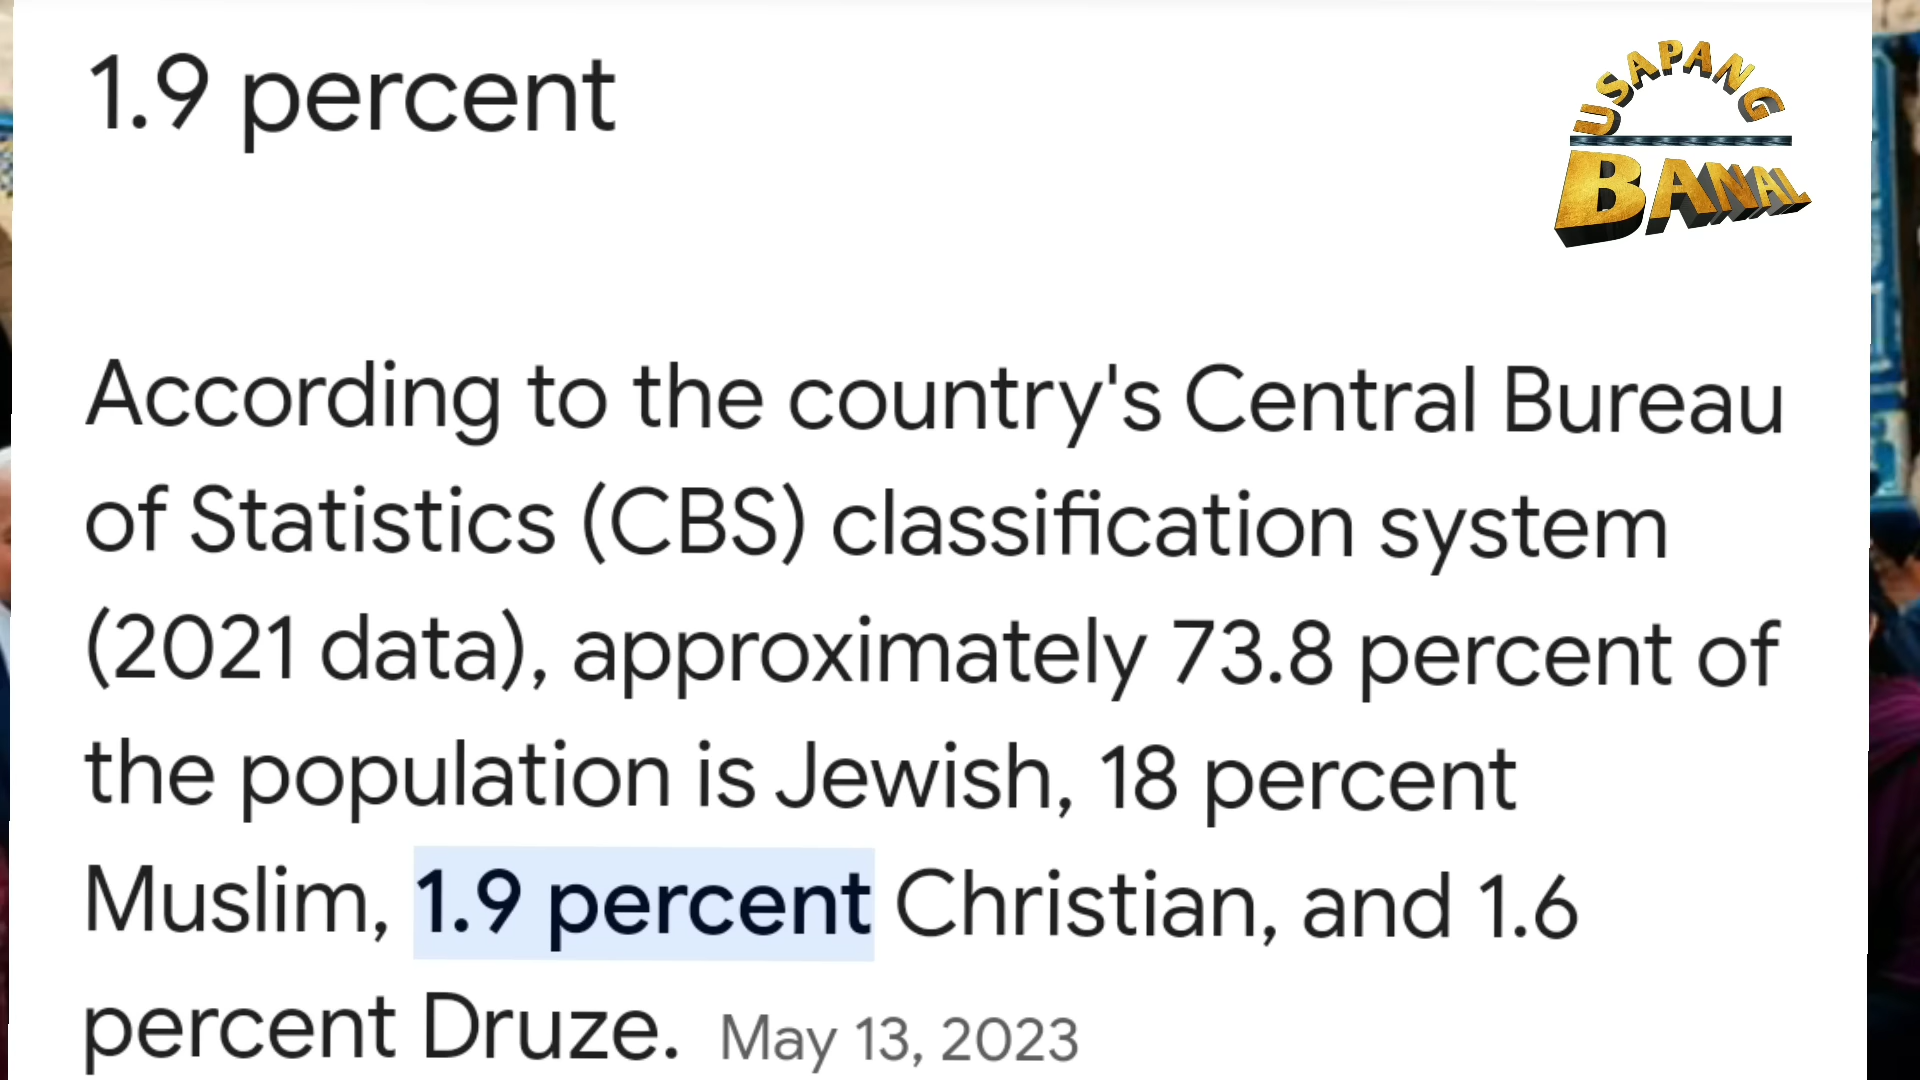 1.9 percent
USAPANG
BANAL
According to the country's Central Bureau
of Statistics (CBS) classification system
(2021 data), approximately 73.8 percent of
the population is Jewish, 18 percent
Muslim, 1.9 percent Christian, and 1.6
percent Druze. May 13, 2023